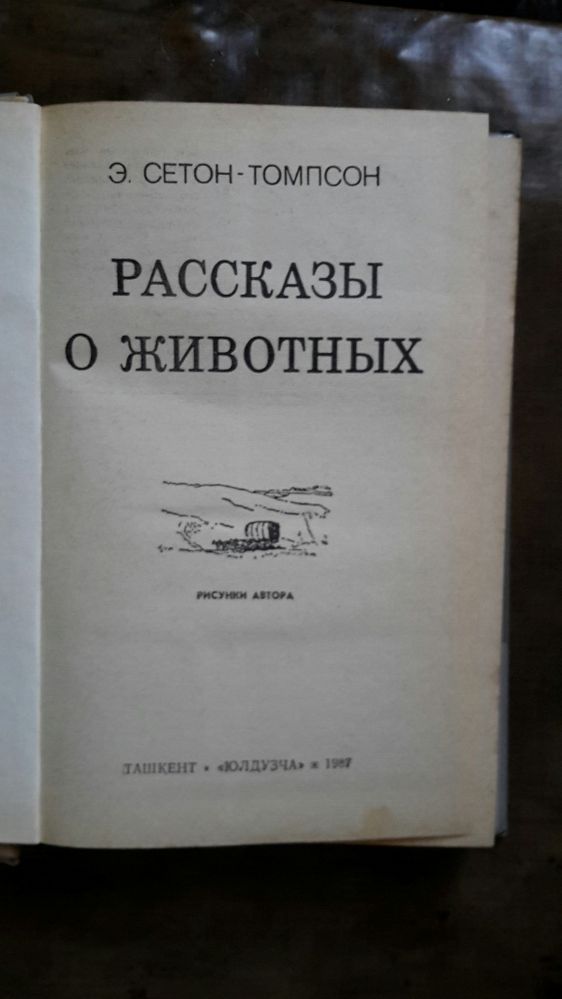 Э. СЕТОН-ТОМПСОН
РАССКАЗЫ
О ЖИВОТНЫХ
РИСУНКИ АВТОРА
ТАШКЕНТ * «ЮЛДУЗЧА» * 1987